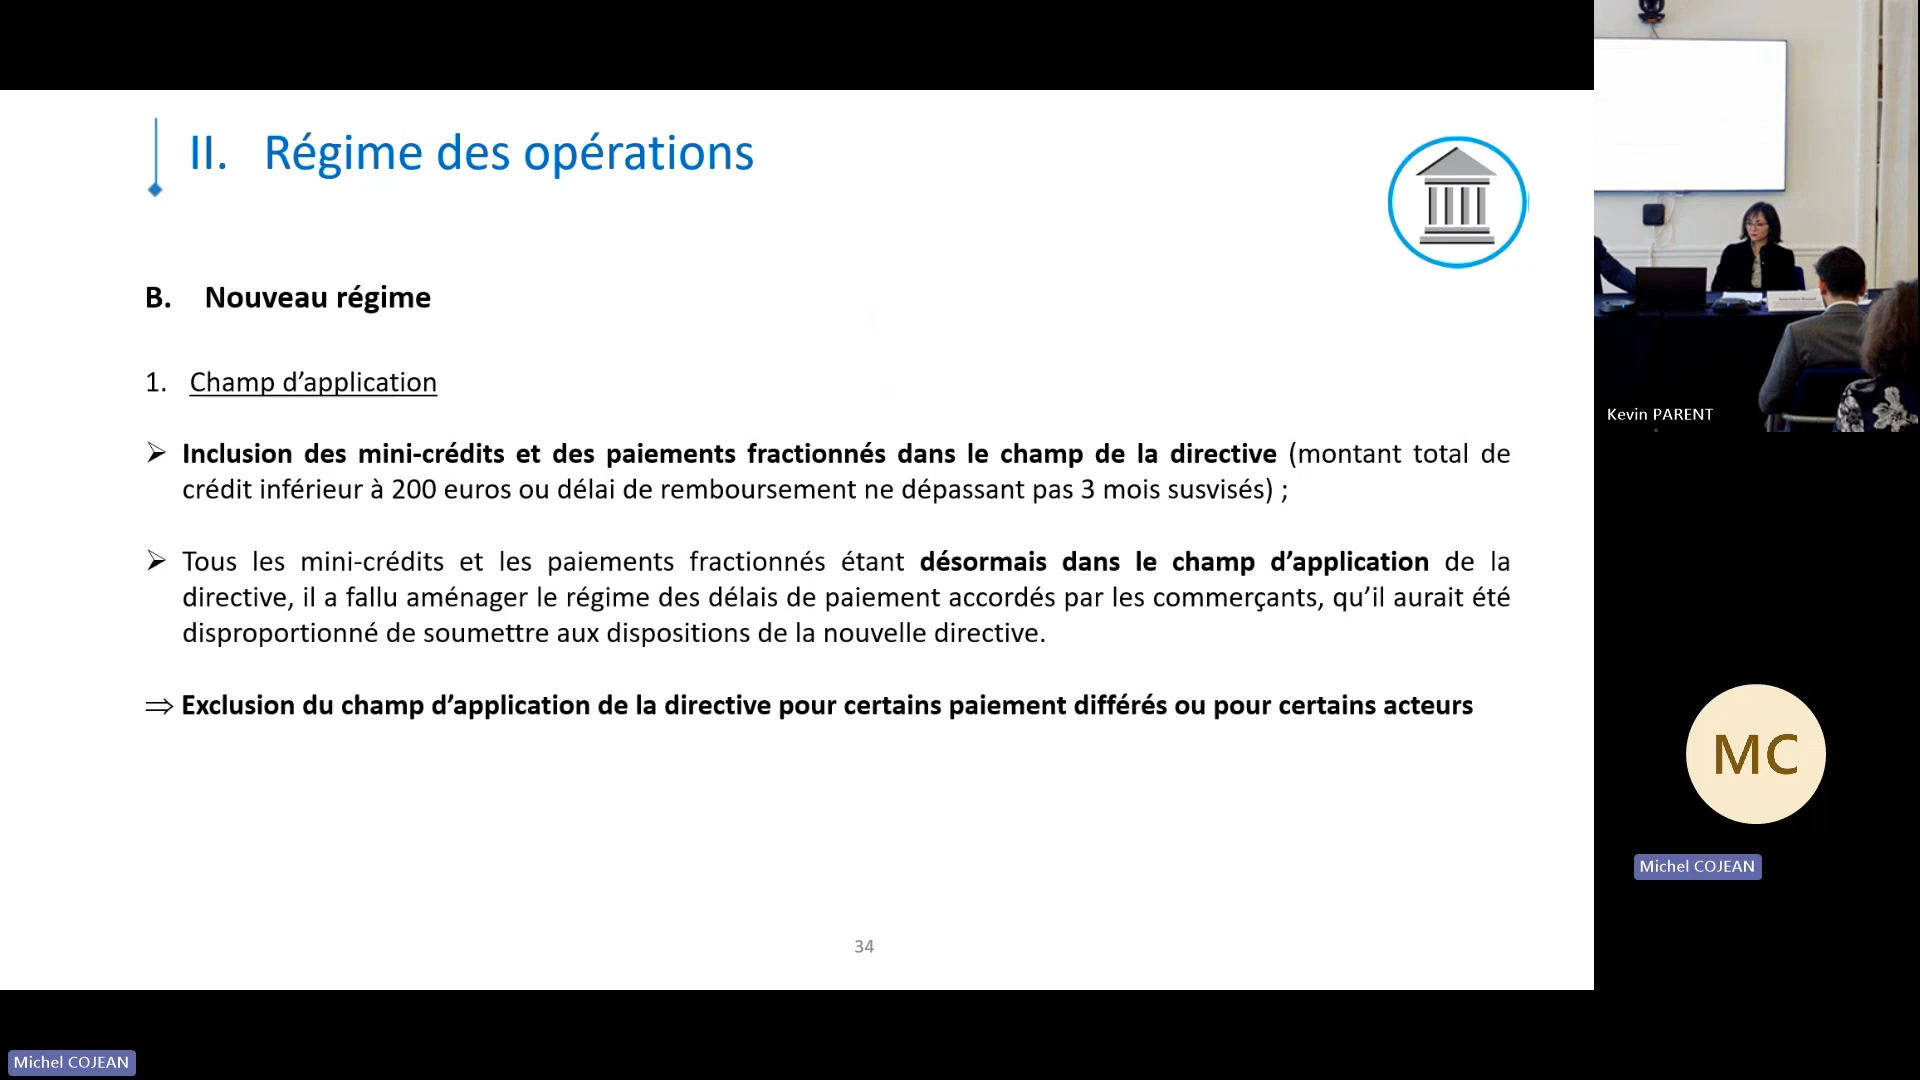 II. Régime des opérations
B. Nouveau régime
1. Champ d’application
➢ Inclusion des mini-crédits et des paiements fractionnés dans le champ de la directive (montant total de
crédit inférieur à 200 euros ou délai de remboursement ne dépassant pas 3 mois susvisés) ;
➢ Tous les mini-crédits et les paiements fractionnés étant désormais dans le champ d’application de la
directive, il a fallu aménager le régime des délais de paiement accordés par les commerçants, qu’il aurait été
disproportionné de soumettre aux dispositions de la nouvelle directive.
⇒ Exclusion du champ d’application de la directive pour certains paiement différés ou pour certains acteurs
34
Michel COJEAN
Kevin PARENT
MC
Michel COJEAN